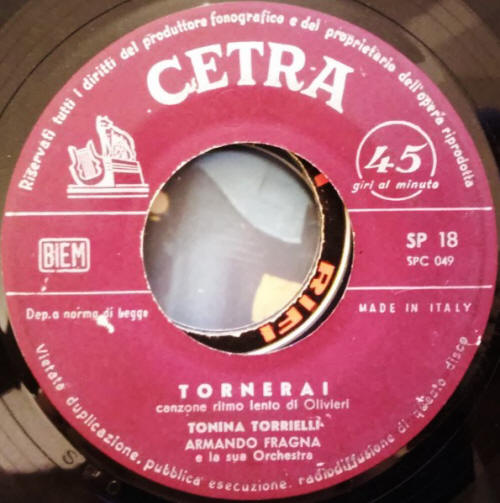 Riservati tutti i diritti del produttore fonografico e del proprietario dell'opera riprodotta
CETRA
45
giri al minuto
BIEM
SP 18
SPC 049
Dep. a norma di legge
MADE IN ITALY
RIFI
TORNERAI
canzone ritmo lento di Olivieri
TONINA TORRIELLI
ARMANDO FRAGNA
e la sua Orchestra
Vietata duplicazione, pubblica esecuzione, radiodiffusione di questo disco